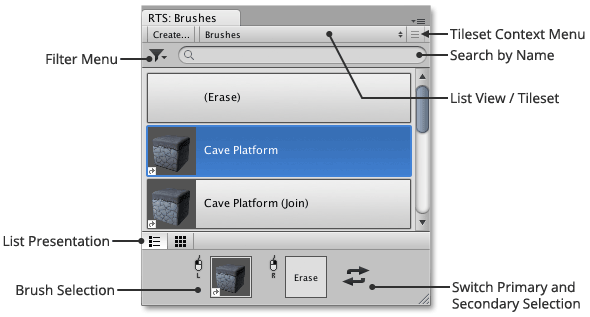 RTS: Brushes
Create...
Brushes
Tileset Context Menu
Filter Menu
Search by Name
(Erase)
List View / Tileset
Cave Platform
Cave Platform (Join)
List Presentation
L
R
Erase
Brush Selection
Switch Primary and
Secondary Selection